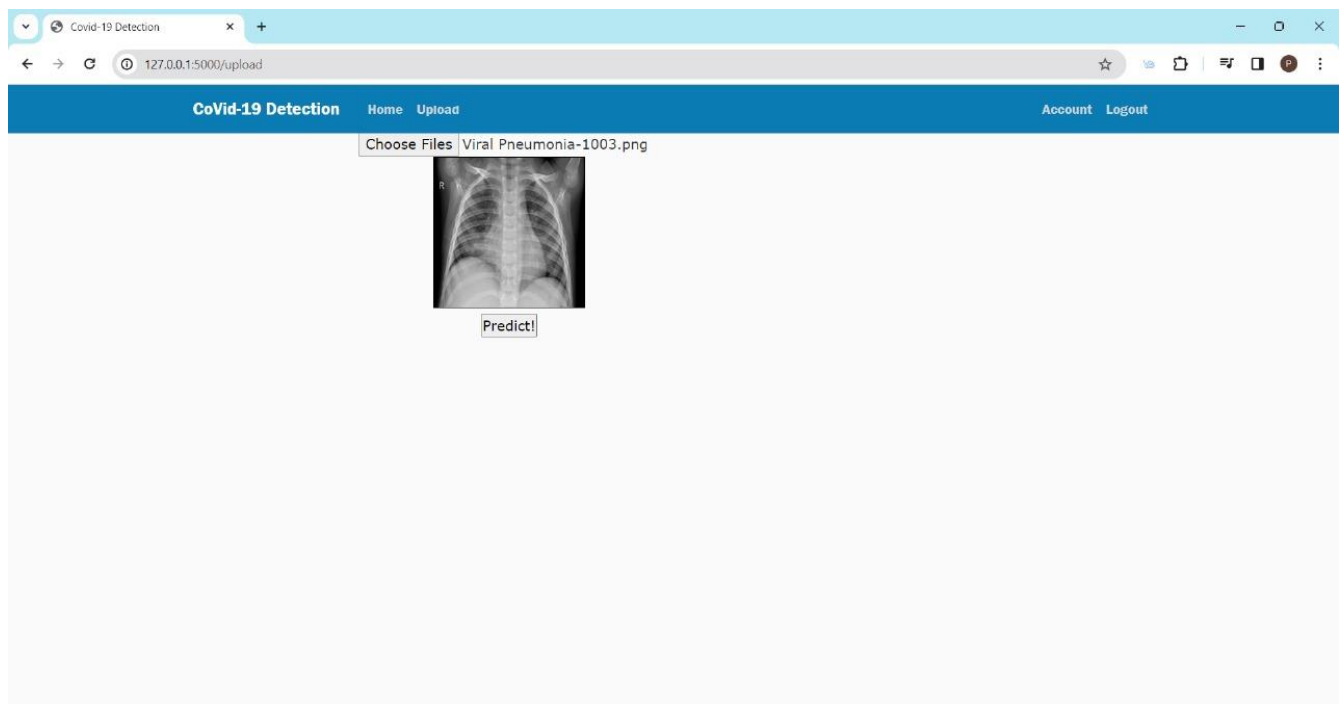 Covid-19 Detection
127.0.0.1:5000/upload
P
CoVid-19 Detection Home Upload Account Logout
Choose Files Viral Pneumonia-1003.png
R
Predict!